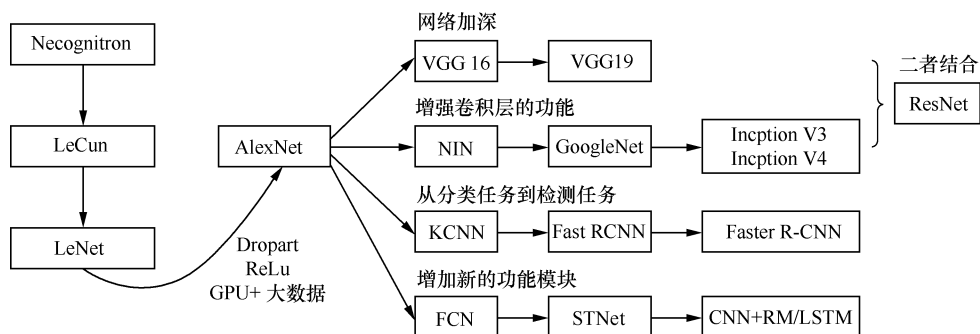 Necognitron
LeCun
LeNet
Dropart
ReLu
GPU+ 大数据
AlexNet
网络加深
VGG 16
VGG19
增强卷积层的功能
NIN
GoogleNet
Incption V3
Incption V4
二者结合
ResNet
从分类任务到检测任务
KCNN
Fast RCNN
Faster R-CNN
增加新的功能模块
FCN
STNet
CNN+RM/LSTM